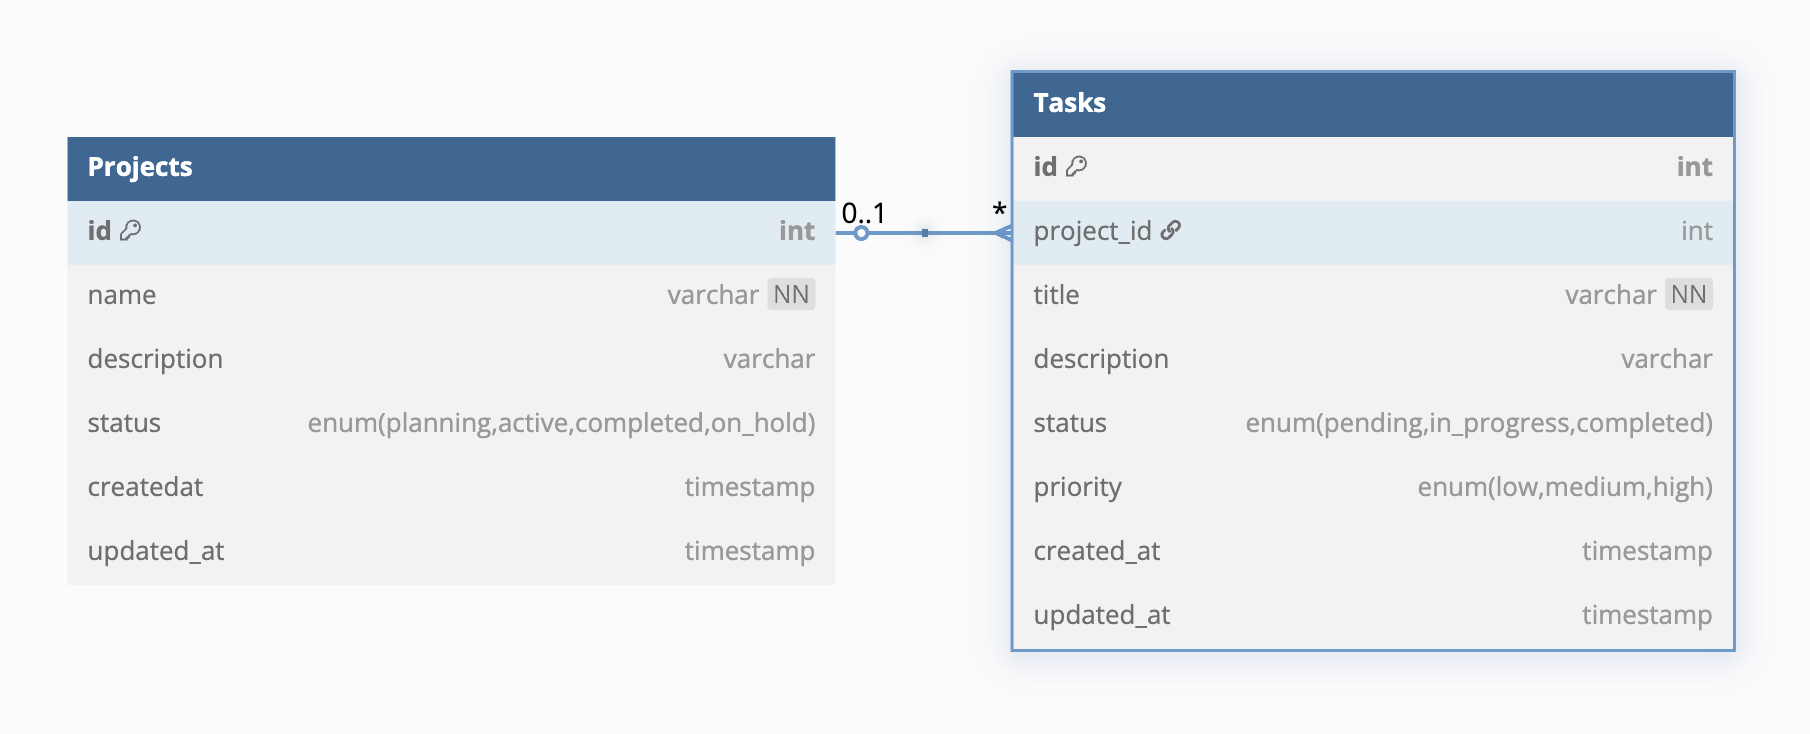 Projects
id int
name varchar NN
description varchar
status enum(planning,active,completed,on_hold)
createdat timestamp
updated_at timestamp
0..1 *
Tasks
id int
project_id int
title varchar NN
description varchar
status enum(pending,in_progress,completed)
priority enum(low,medium,high)
created_at timestamp
updated_at timestamp